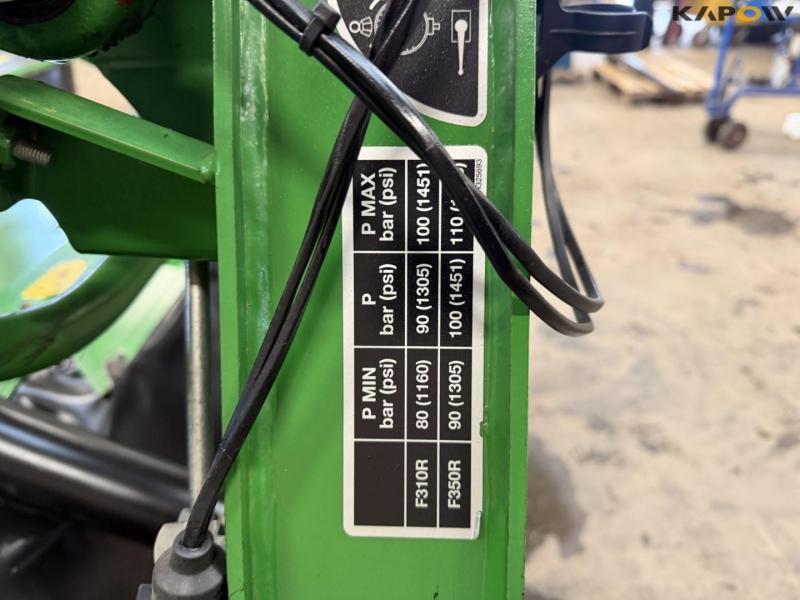 KAPOW
P MIN bar (psi) P bar (psi) P MAX bar (psi)
F310R 80 (1160) 90 (1305) 100 (1451)
F350R 90 (1305) 100 (1451) 110